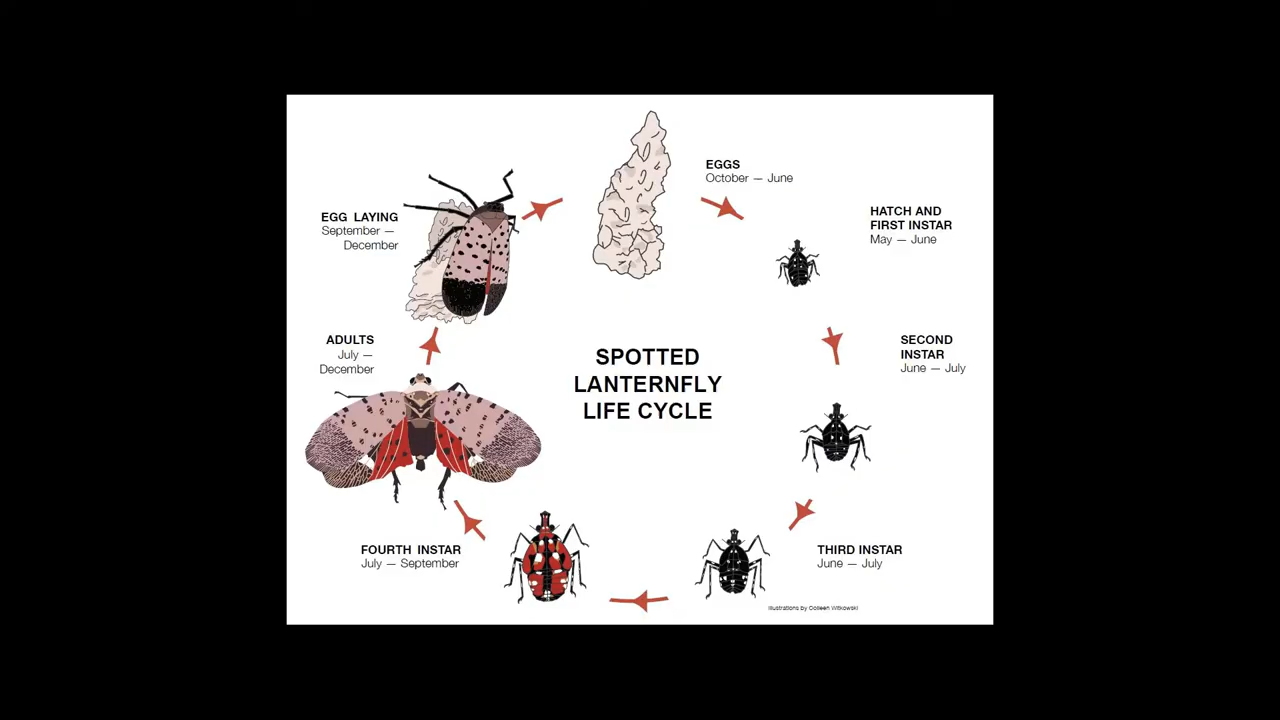 EGGS
October — June
HATCH AND
FIRST INSTAR
May — June
SECOND
INSTAR
June — July
THIRD INSTAR
June — July
FOURTH INSTAR
July — September
ADULTS
July —
December
EGG LAYING
September —
December
SPOTTED
LANTERNFLY
LIFE CYCLE
Illustrations by Colleen Witkowski